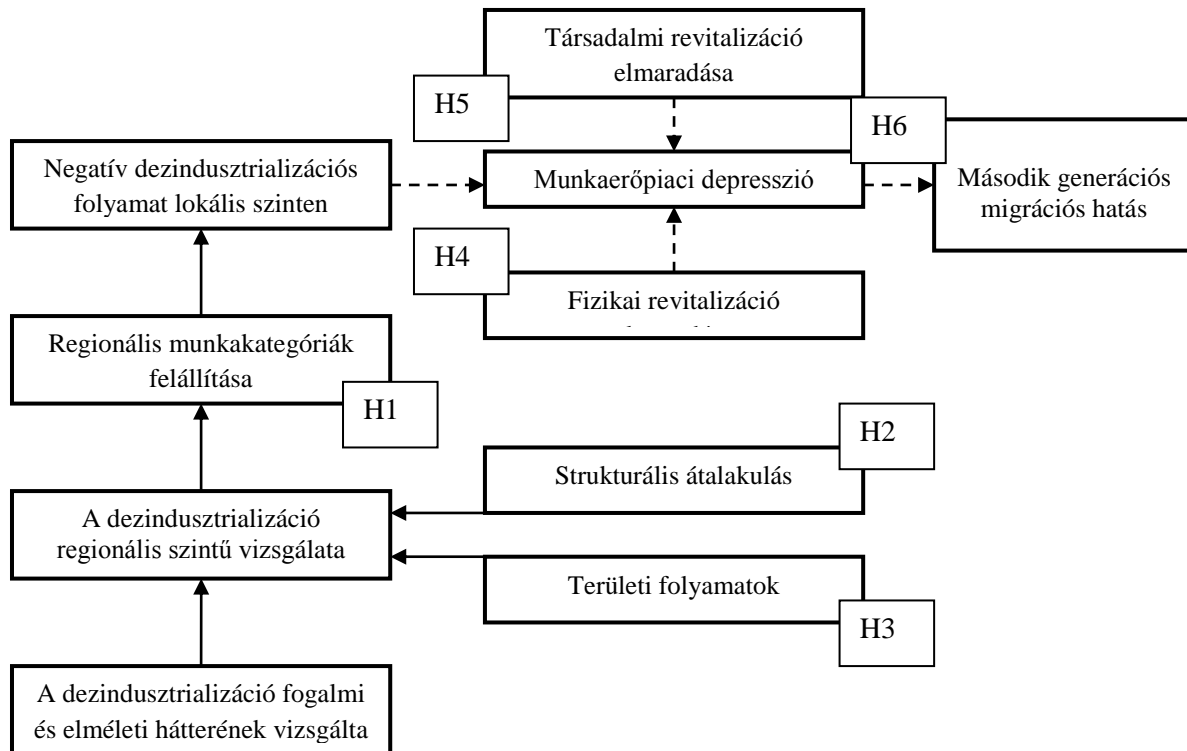 Társadalmi revitalizáció
elmaradása
H5
H6
Negatív dezindusztrializációs
folyamat lokális szinten
Munkaerőpiaci depresszió
Második generációs
migrációs hatás
H4
Fizikai revitalizáció
Regionális munkakategóriák
felállítása
H1
H2
Strukturális átalakulás
A dezindusztrializáció
regionális szintű vizsgálata
Területi folyamatok
H3
A dezindusztrializáció fogalmi
és elméleti hátterének vizsgálta